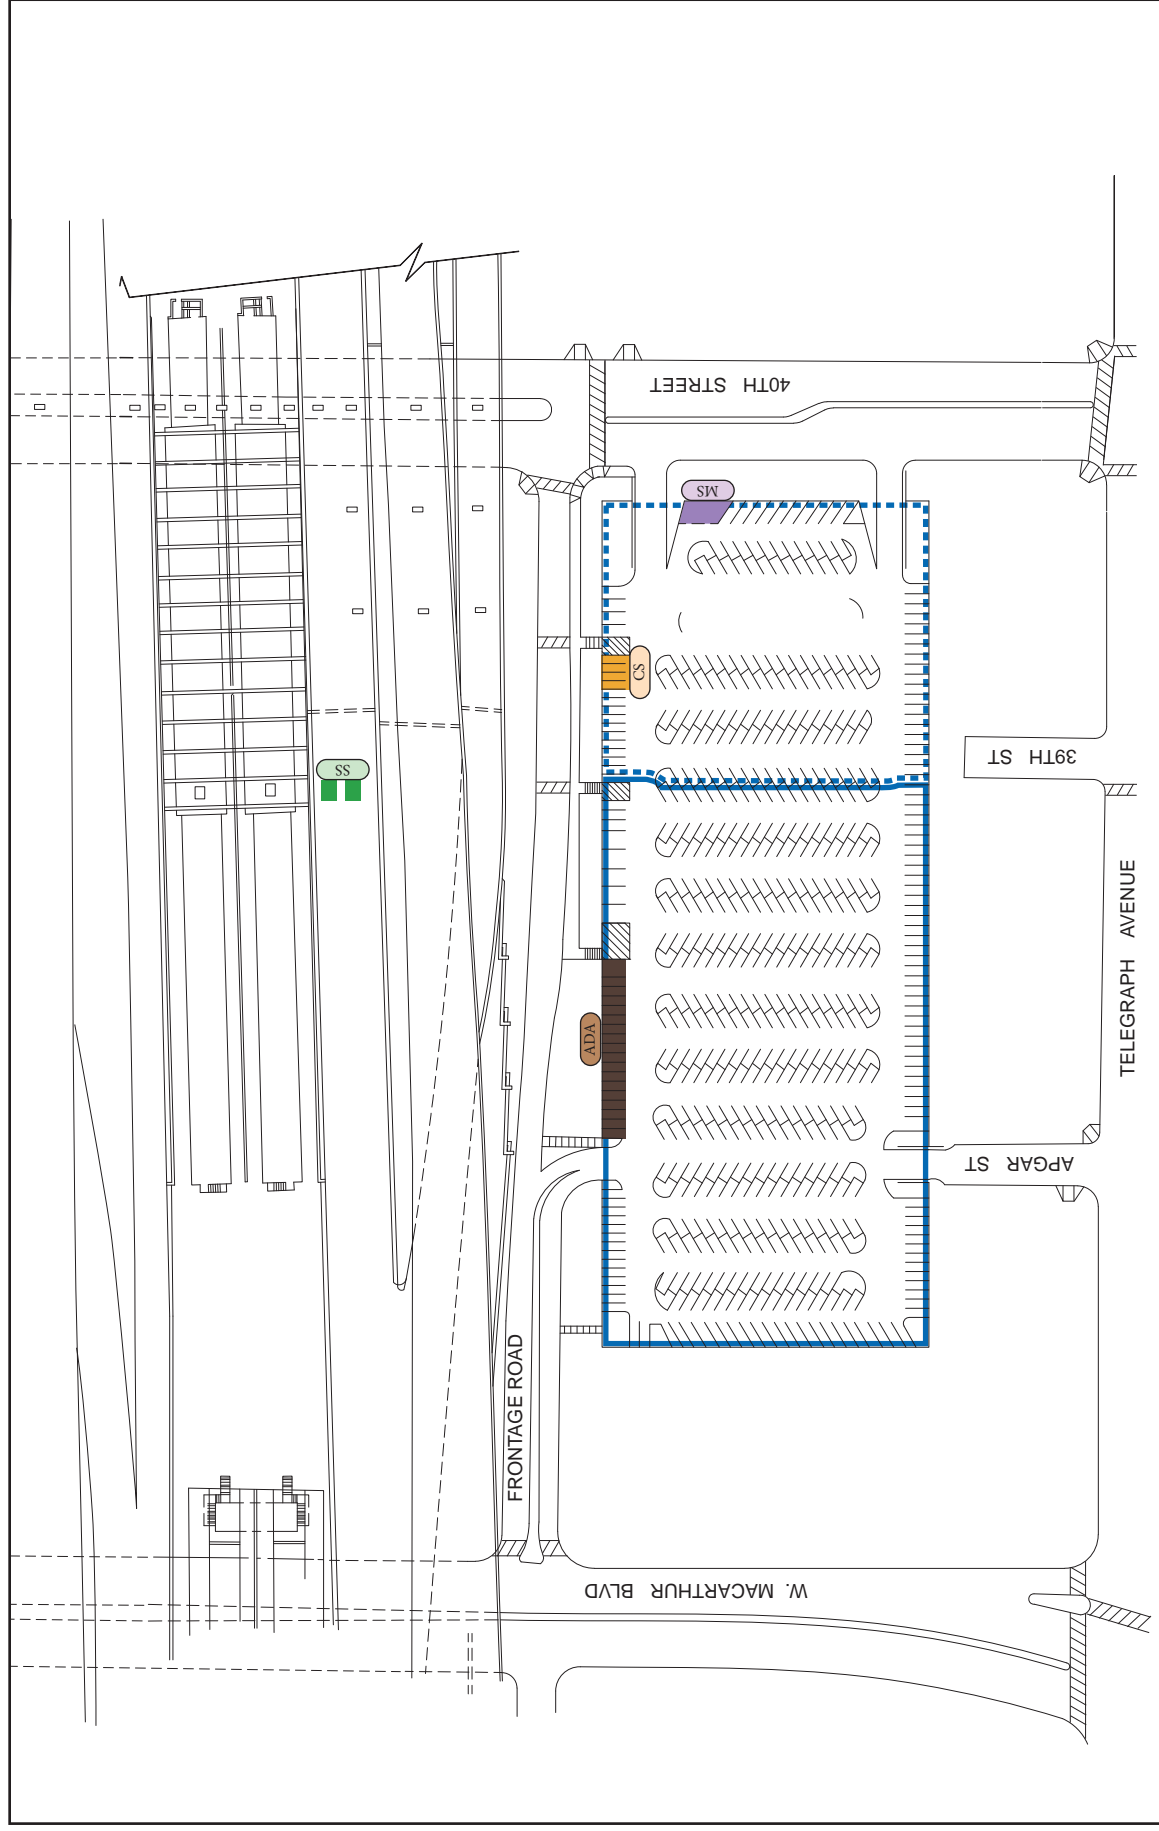 40TH STREET
MS
CS
39TH ST
SS
TELEGRAPH AVENUE
ADA
APGAR ST
FRONTAGE ROAD
W. MACARTHUR BLVD